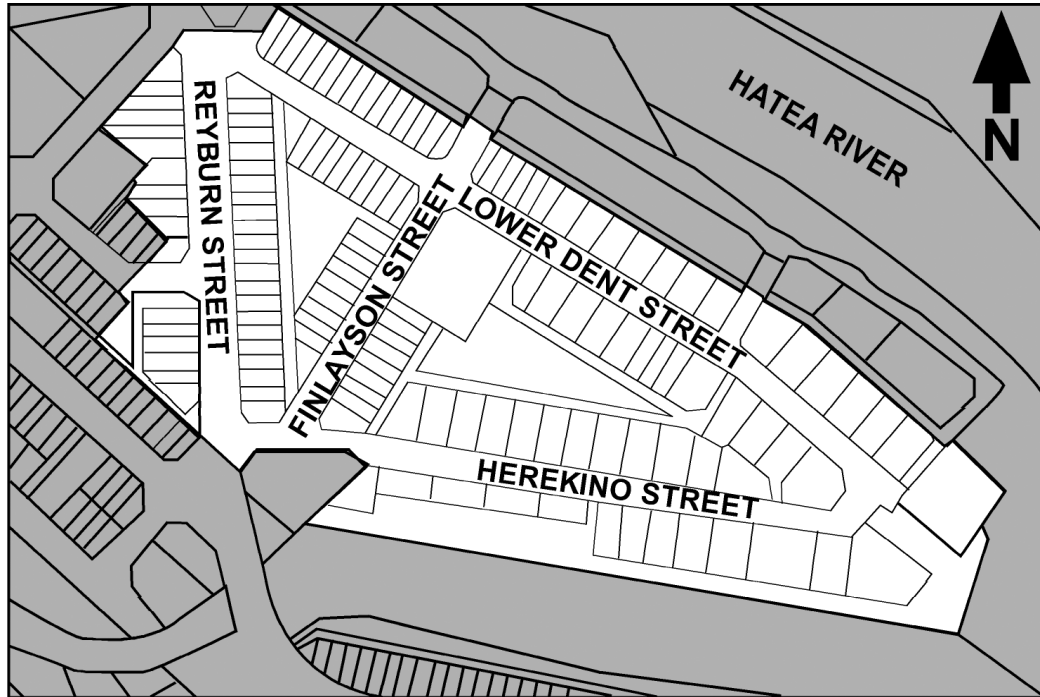 HATEA RIVER
N
REYBURN STREET
LOWER DENT STREET
FINLAYSON STREET
HEREKINO STREET